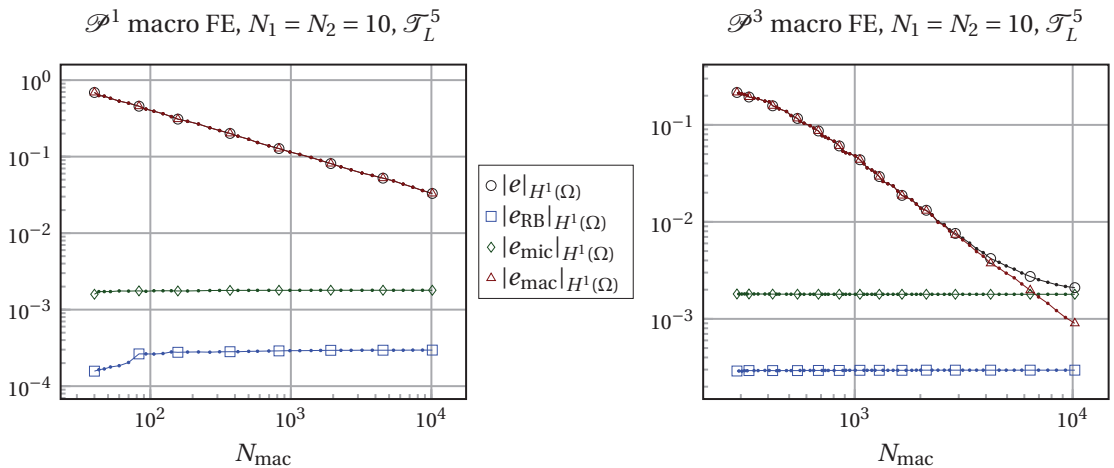 𝒫¹ macro FE, N₁ = N₂ = 10, 𝒯_L^5
10⁰
10⁻¹
10⁻²
10⁻³
10⁻⁴
10²
10³
10⁴
N_mac
|e|_{H¹(Ω)}
|e_RB|_{H¹(Ω)}
|e_mic|_{H¹(Ω)}
|e_mac|_{H¹(Ω)}
𝒫³ macro FE, N₁ = N₂ = 10, 𝒯_L^5
10⁻¹
10⁻²
10⁻³
10³
10⁴
N_mac